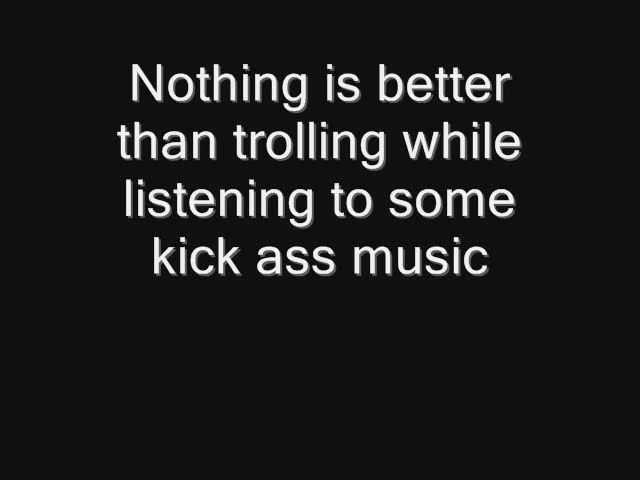 Nothing is better
than trolling while
listening to some
kick ass music